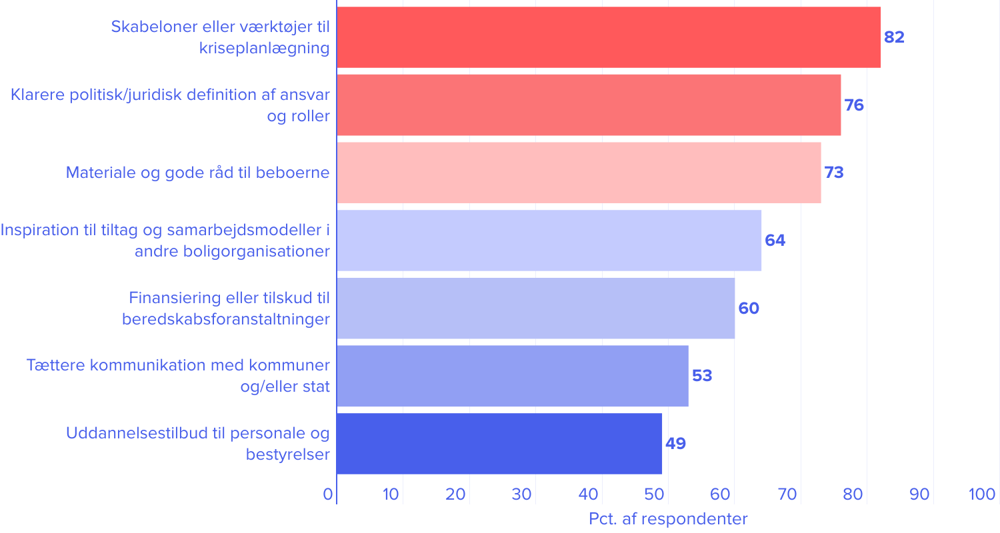 Skabeloner eller værktøjer til
kriseplanlægning
82
Klarere politisk/juridisk definition af ansvar
og roller
76
Materiale og gode råd til beboerne
73
Inspiration til tiltag og samarbejdsmodeller i
andre boligorganisationer
64
Finansiering eller tilskud til
beredskabsforanstaltninger
60
Tættere kommunikation med kommuner
og/eller stat
53
Uddannelsestilbud til personale og
bestyrelser
49
0 10 20 30 40 50 60 70 80 90 100
Pct. af respondenter